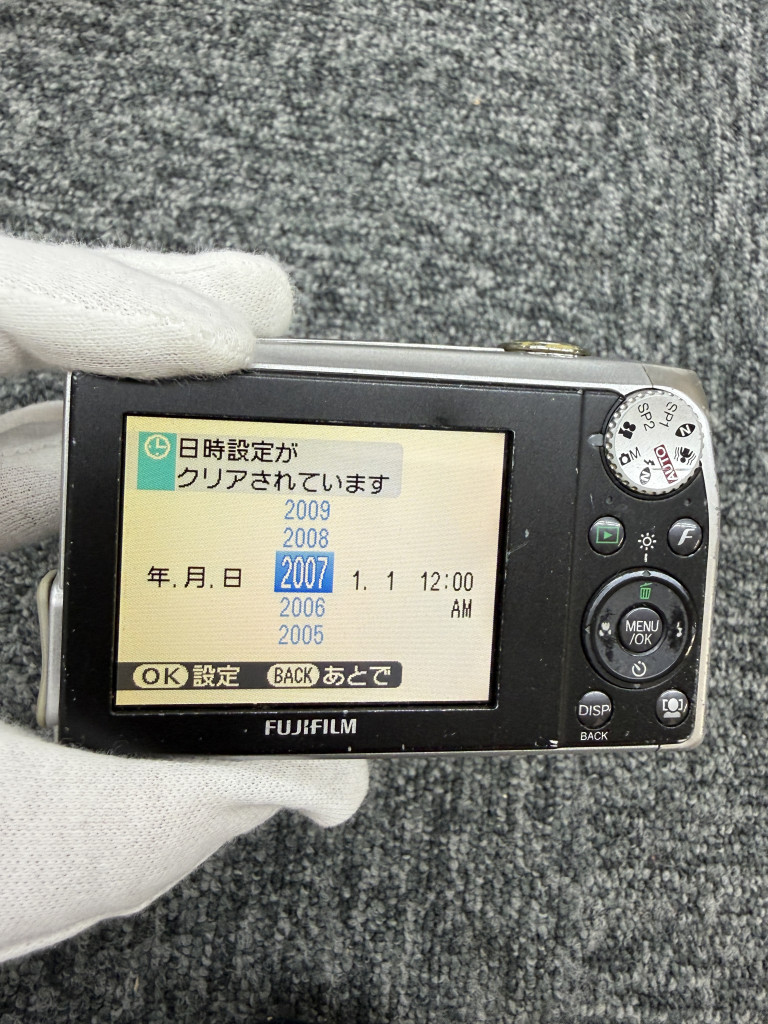 日時設定が
クリアされています
2009
2008
年.月.日 2007 1. 1 12:00
2006 AM
2005
OK 設定 BACK あとで
FUJIFILM
SP1
SP2
M
AUTO
N
F
MENU
/OK
DISP
BACK